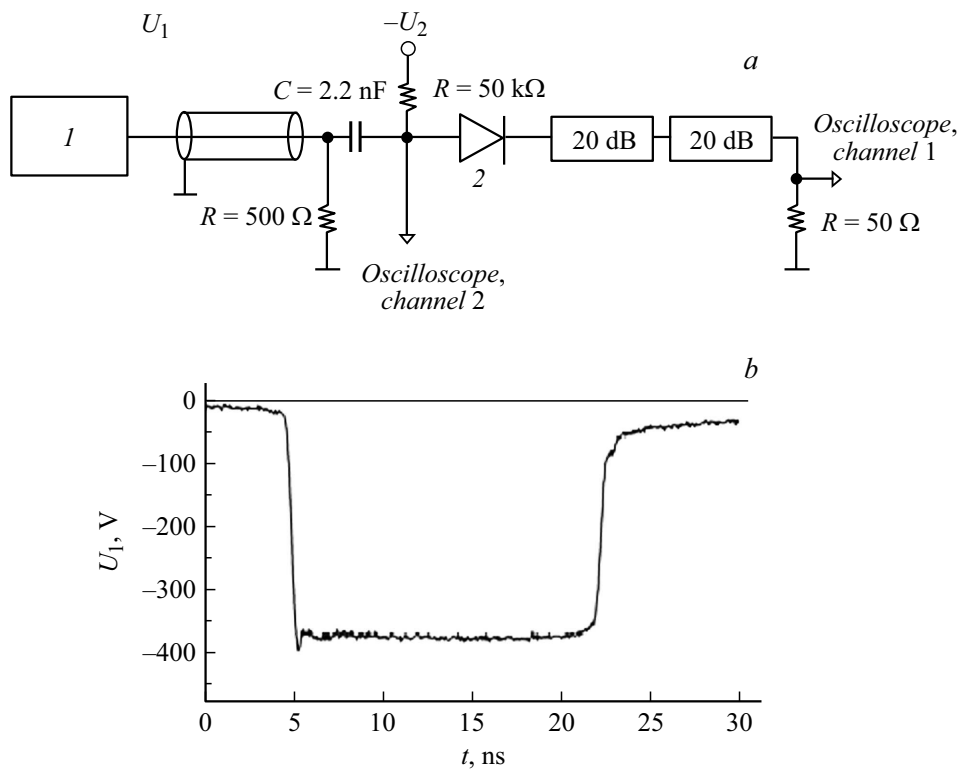 U1
–U2
a
C = 2.2 nF
R = 50 kΩ
1
20 dB
20 dB
Oscilloscope,
channel 1
2
R = 500 Ω
R = 50 Ω
Oscilloscope,
channel 2
b
0
–100
–200
–300
–400
U1, V
0
5
10
15
20
25
30
t, ns